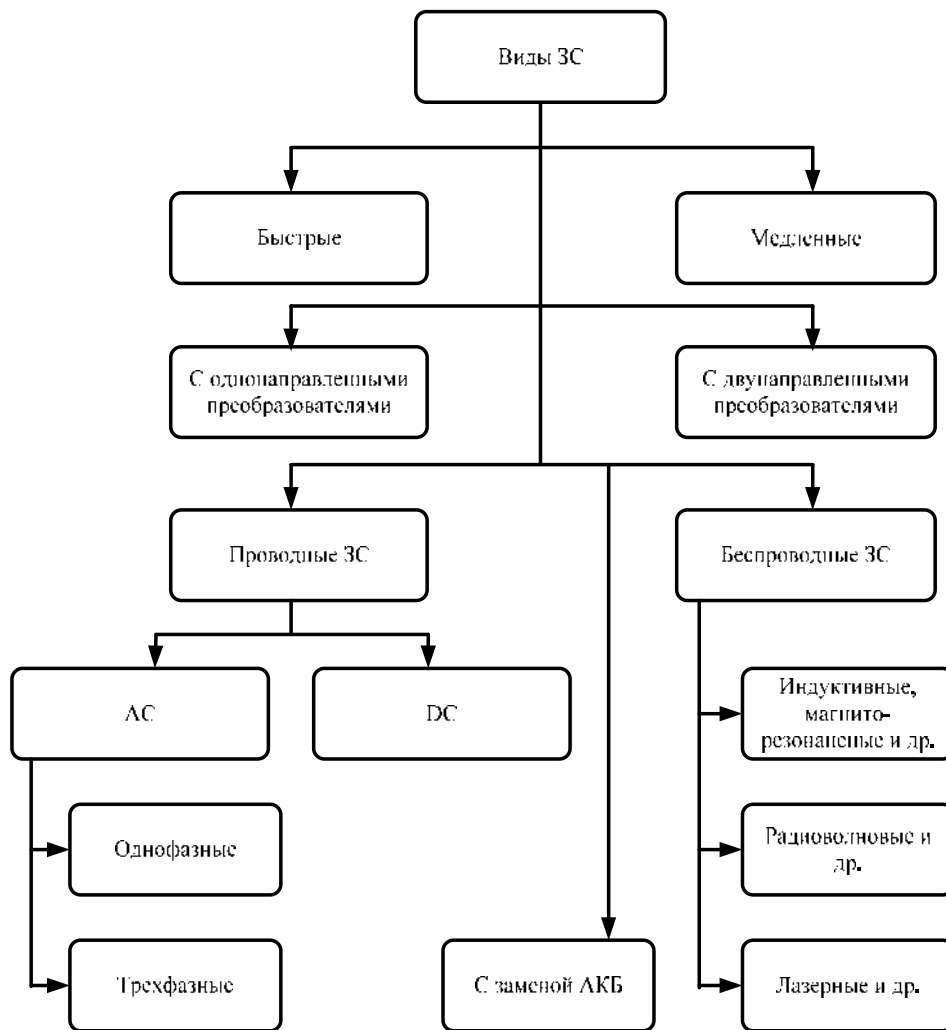 Виды ЗС
Быстрые
Медленные
С однонаправленными
преобразователями
С двунаправленными
преобразователями
Проводные ЗС
Беспроводные ЗС
AC
DC
Индуктивные,
магнито-
резонансные и др.
Однофазные
Радиоволновые и
др.
Трехфазные
С заменой АКБ
Лазерные и др.